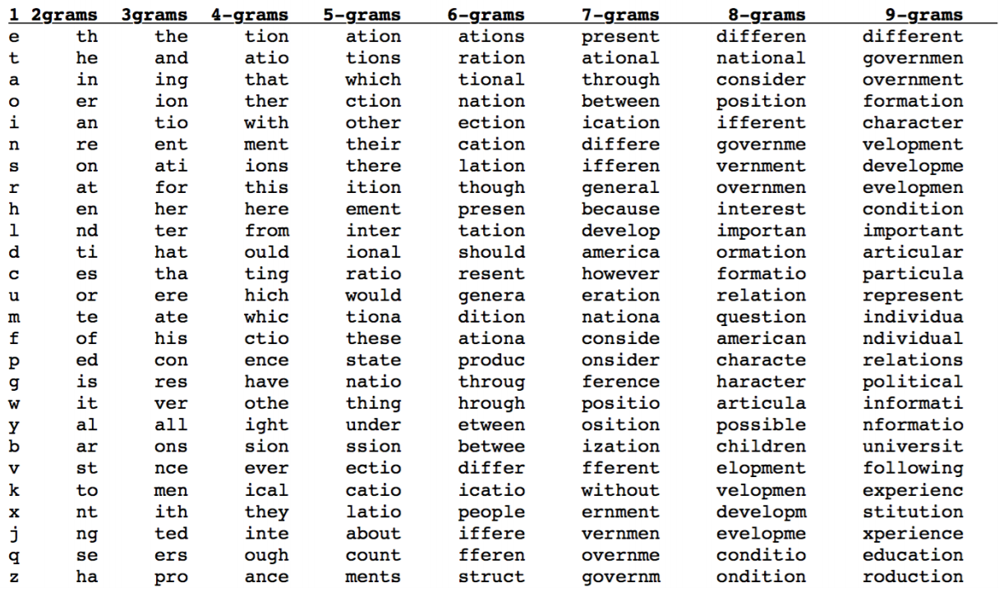 1 2grams 3grams 4-grams 5-grams 6-grams 7-grams 8-grams 9-grams
e th the tion ation ations present differen different
t he and atio tions ration ational national governmen
a in ing that which tional through consider overnment
o er ion ther ction nation between position formation
i an tio with other ection ication ifferent character
n re ent ment their cation differe governme velopment
s on ati ions there lation ifferen vernment developme
r at for this ition though general overnmen evelopmen
h en her here ement presen because interest condition
l nd ter from inter tation develop importan important
d ti hat ould ional should america ormation articular
c es tha ting ratio resent however formatio particula
u or ere hich would genera eration relation represent
m te ate whic tiona dition nationa question individua
f of his ctio these ationa conside american ndividual
p ed con ence state produc onsider characte relations
g is res have natio throug ference haracter political
w it ver othe thing hrough positio articula informati
y al all ight under etween osition possible nformatio
b ar ons sion ssion betwee ization children universit
v st nce ever ectio differ fferent elopment following
k to men ical catio icatio without velopmen experienc
x nt ith they latio people ernment developm stitution
j ng ted inte about iffere vernmen evelopme xperience
q se ers ough count fferen overnme conditio education
z ha pro ance ments struct governm ondition roduction